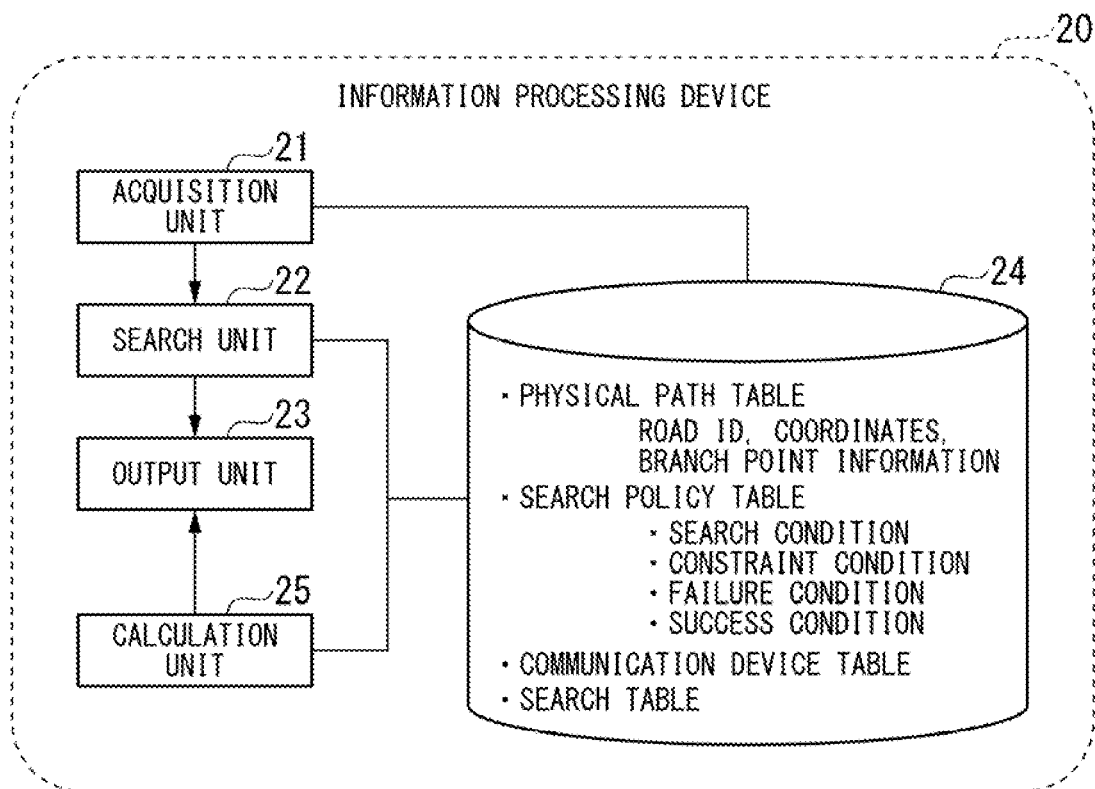 20
INFORMATION PROCESSING DEVICE
21
ACQUISITION
UNIT
22
SEARCH UNIT
23
OUTPUT UNIT
25
CALCULATION
UNIT
24
・PHYSICAL PATH TABLE
ROAD ID, COORDINATES,
BRANCH POINT INFORMATION
・SEARCH POLICY TABLE
・SEARCH CONDITION
・CONSTRAINT CONDITION
・FAILURE CONDITION
・SUCCESS CONDITION
・COMMUNICATION DEVICE TABLE
・SEARCH TABLE